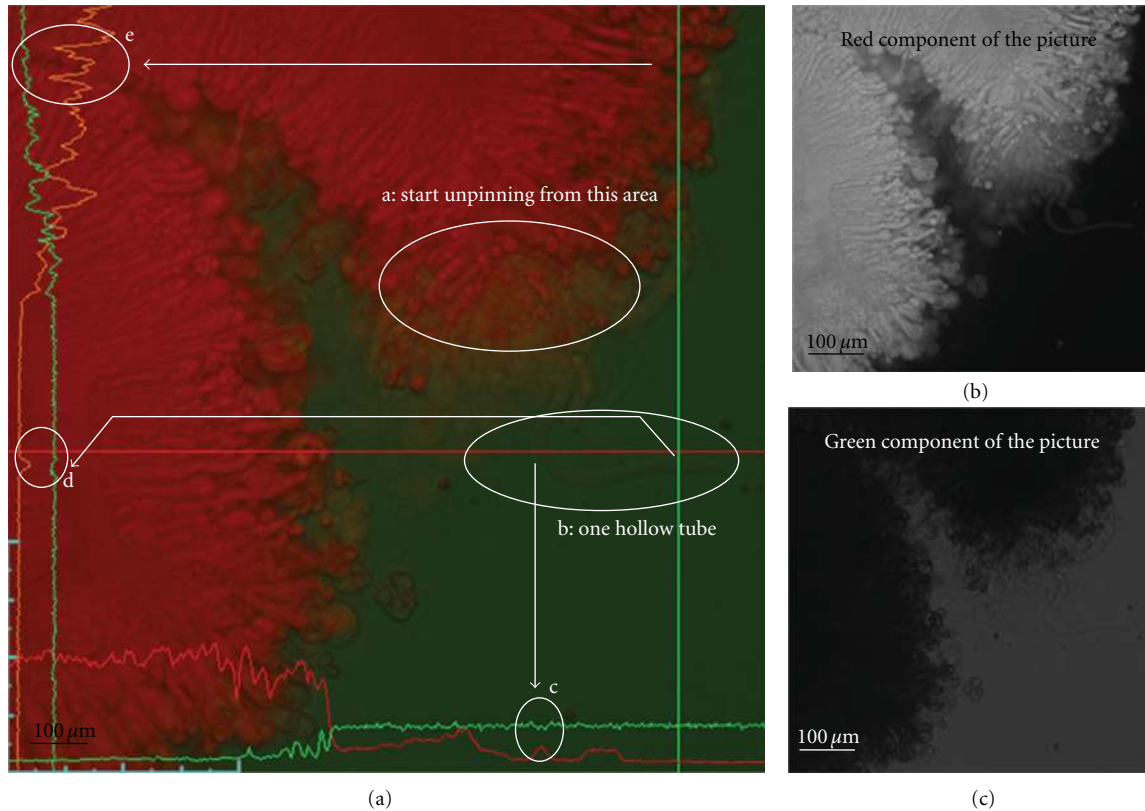 e
a: start unpinning from this area
d
b: one hollow tube
c
100 µm
(a)
Red component of the picture
100 µm
(b)
Green component of the picture
100 µm
(c)